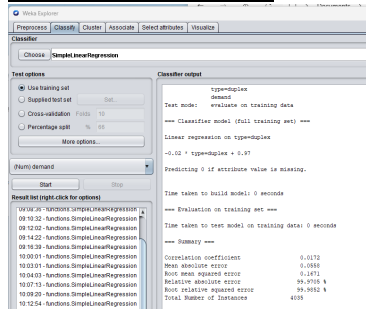 Weka Explorer
Preprocess Classify Cluster Associate Select attributes Visualize
Classifier
Choose SimpleLinearRegression
Test options
Use training set
Supplied test set Set...
Cross-validation Folds 10
Percentage split % 66
More options...
(Num) demand
Start Stop
Result list (right-click for options)
09:08:36 - functions.SimpleLinearRegression
09:10:32 - functions.SimpleLinearRegression
09:12:02 - functions.SimpleLinearRegression
09:14:22 - functions.SimpleLinearRegression
09:16:39 - functions.SimpleLinearRegression
10:00:01 - functions.SimpleLinearRegression
10:03:01 - functions.SimpleLinearRegression
10:04:03 - functions.SimpleLinearRegression
10:07:13 - functions.SimpleLinearRegression
10:09:20 - functions.SimpleLinearRegression
10:12:54 - functions.SimpleLinearRegression
Classifier output
type=duplex
demand
Test mode: evaluate on training data
=== Classifier model (full training set) ===
Linear regression on type=duplex
-0.02 * type=duplex + 0.97
Predicting 0 if attribute value is missing.
Time taken to build model: 0 seconds
=== Evaluation on training set ===
Time taken to test model on training data: 0 seconds
=== Summary ===
Correlation coefficient 0.0172
Mean absolute error 0.0558
Root mean squared error 0.1671
Relative absolute error 99.9705 %
Root relative squared error 99.9852 %
Total Number of Instances 4035